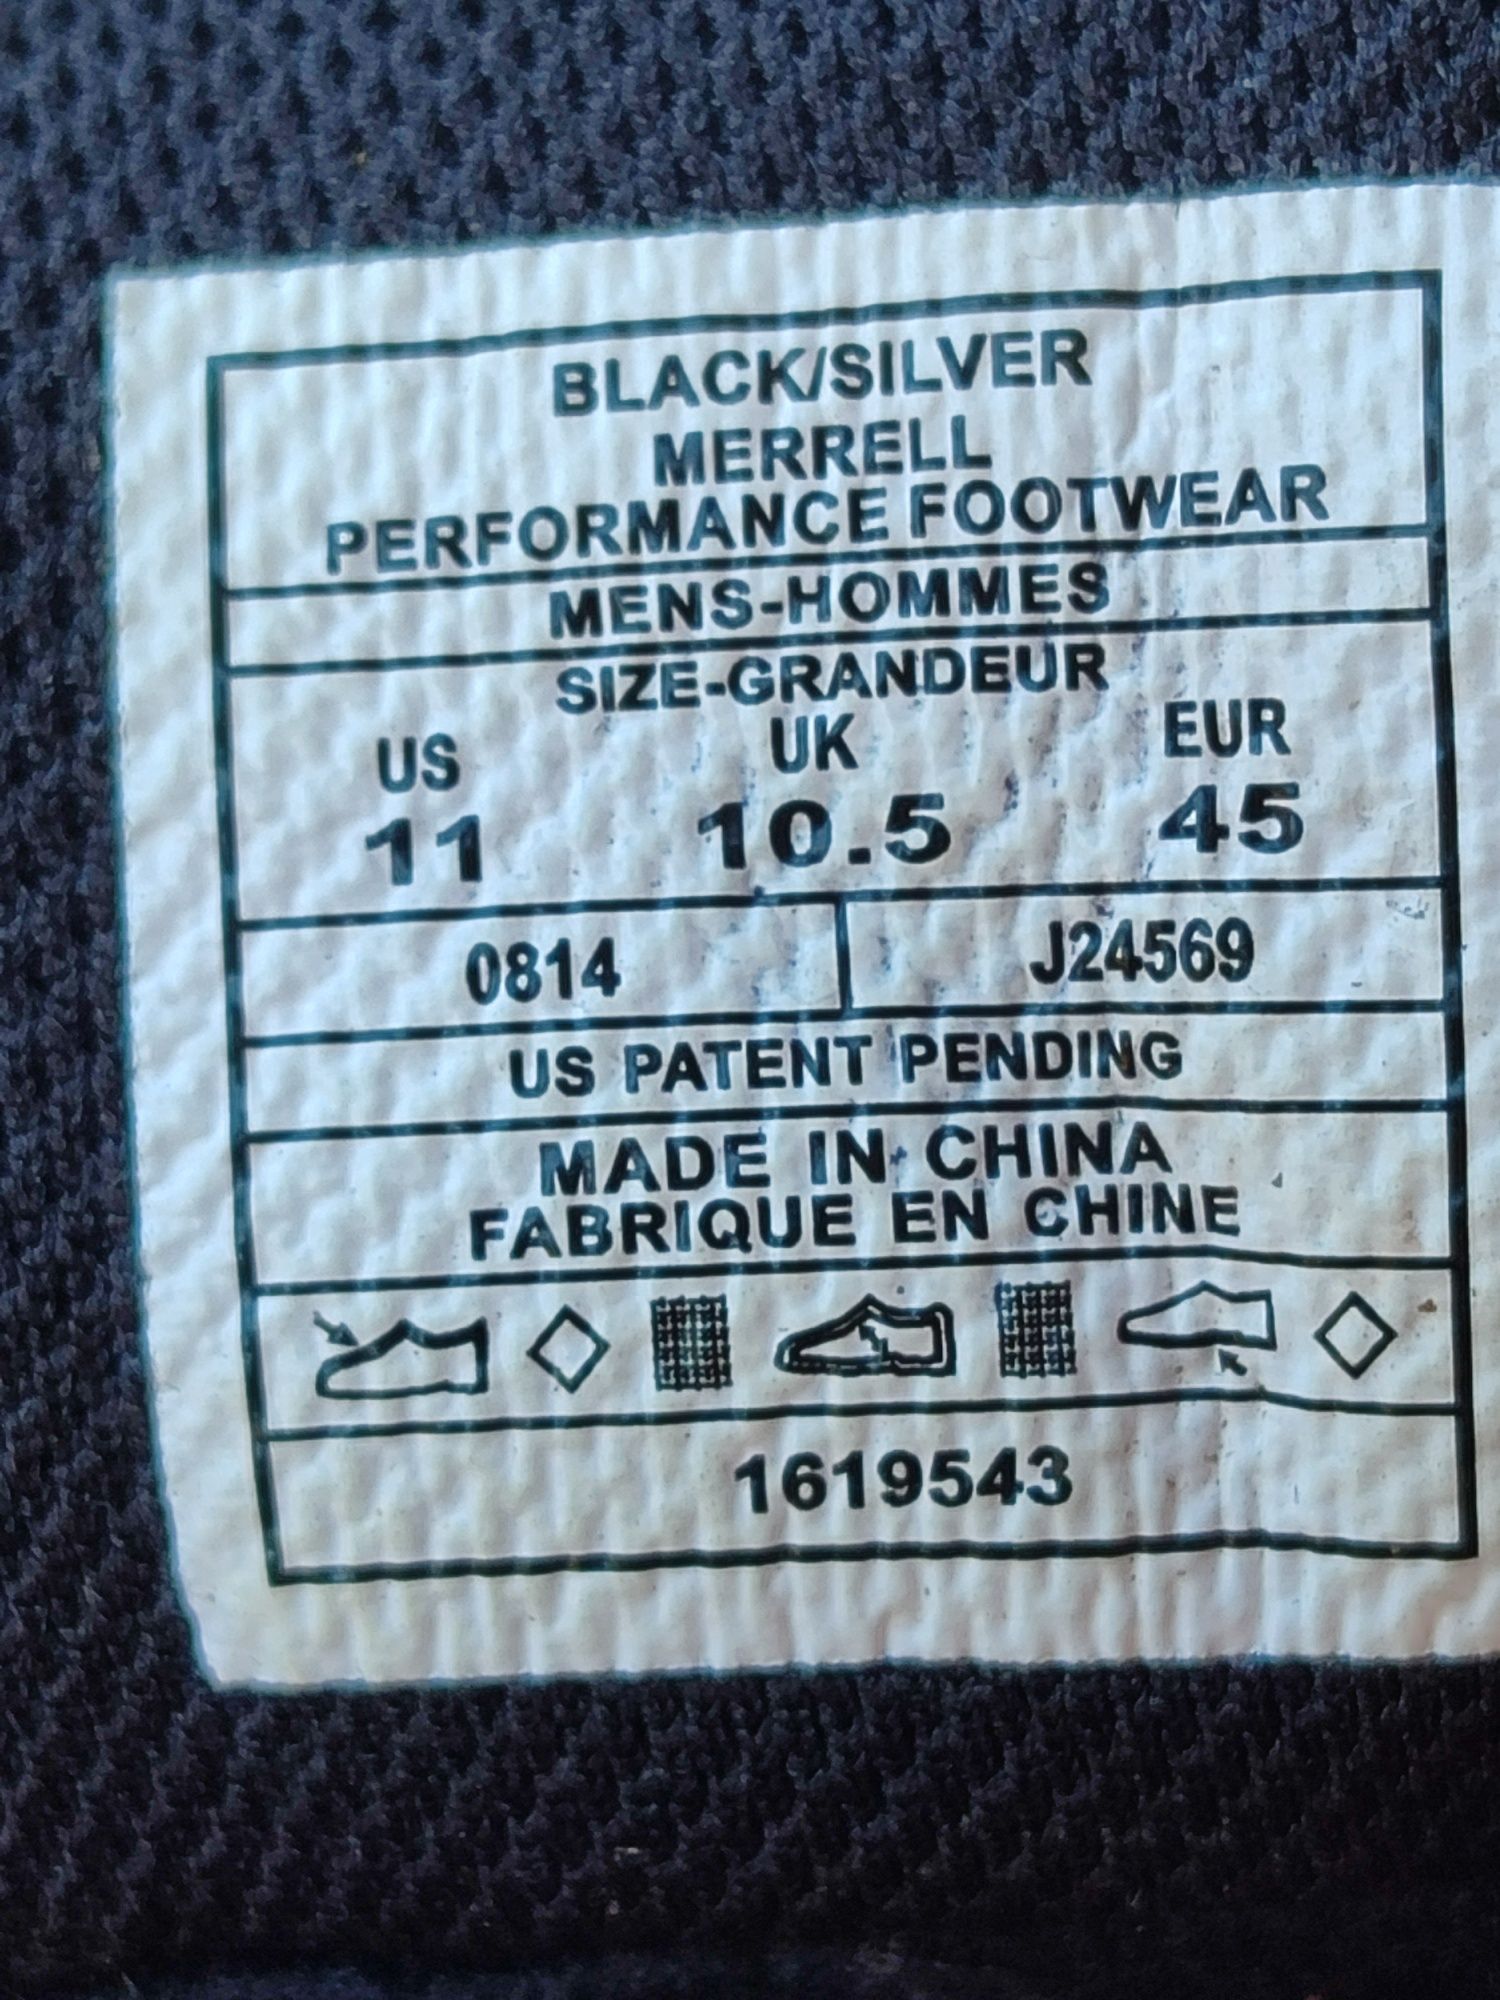 BLACK/SILVER
MERRELL
PERFORMANCE FOOTWEAR
MENS-HOMMES
SIZE-GRANDEUR
US UK EUR
11 10.5 45
0814 J24569
US PATENT PENDING
MADE IN CHINA
FABRIQUE EN CHINE
1619543